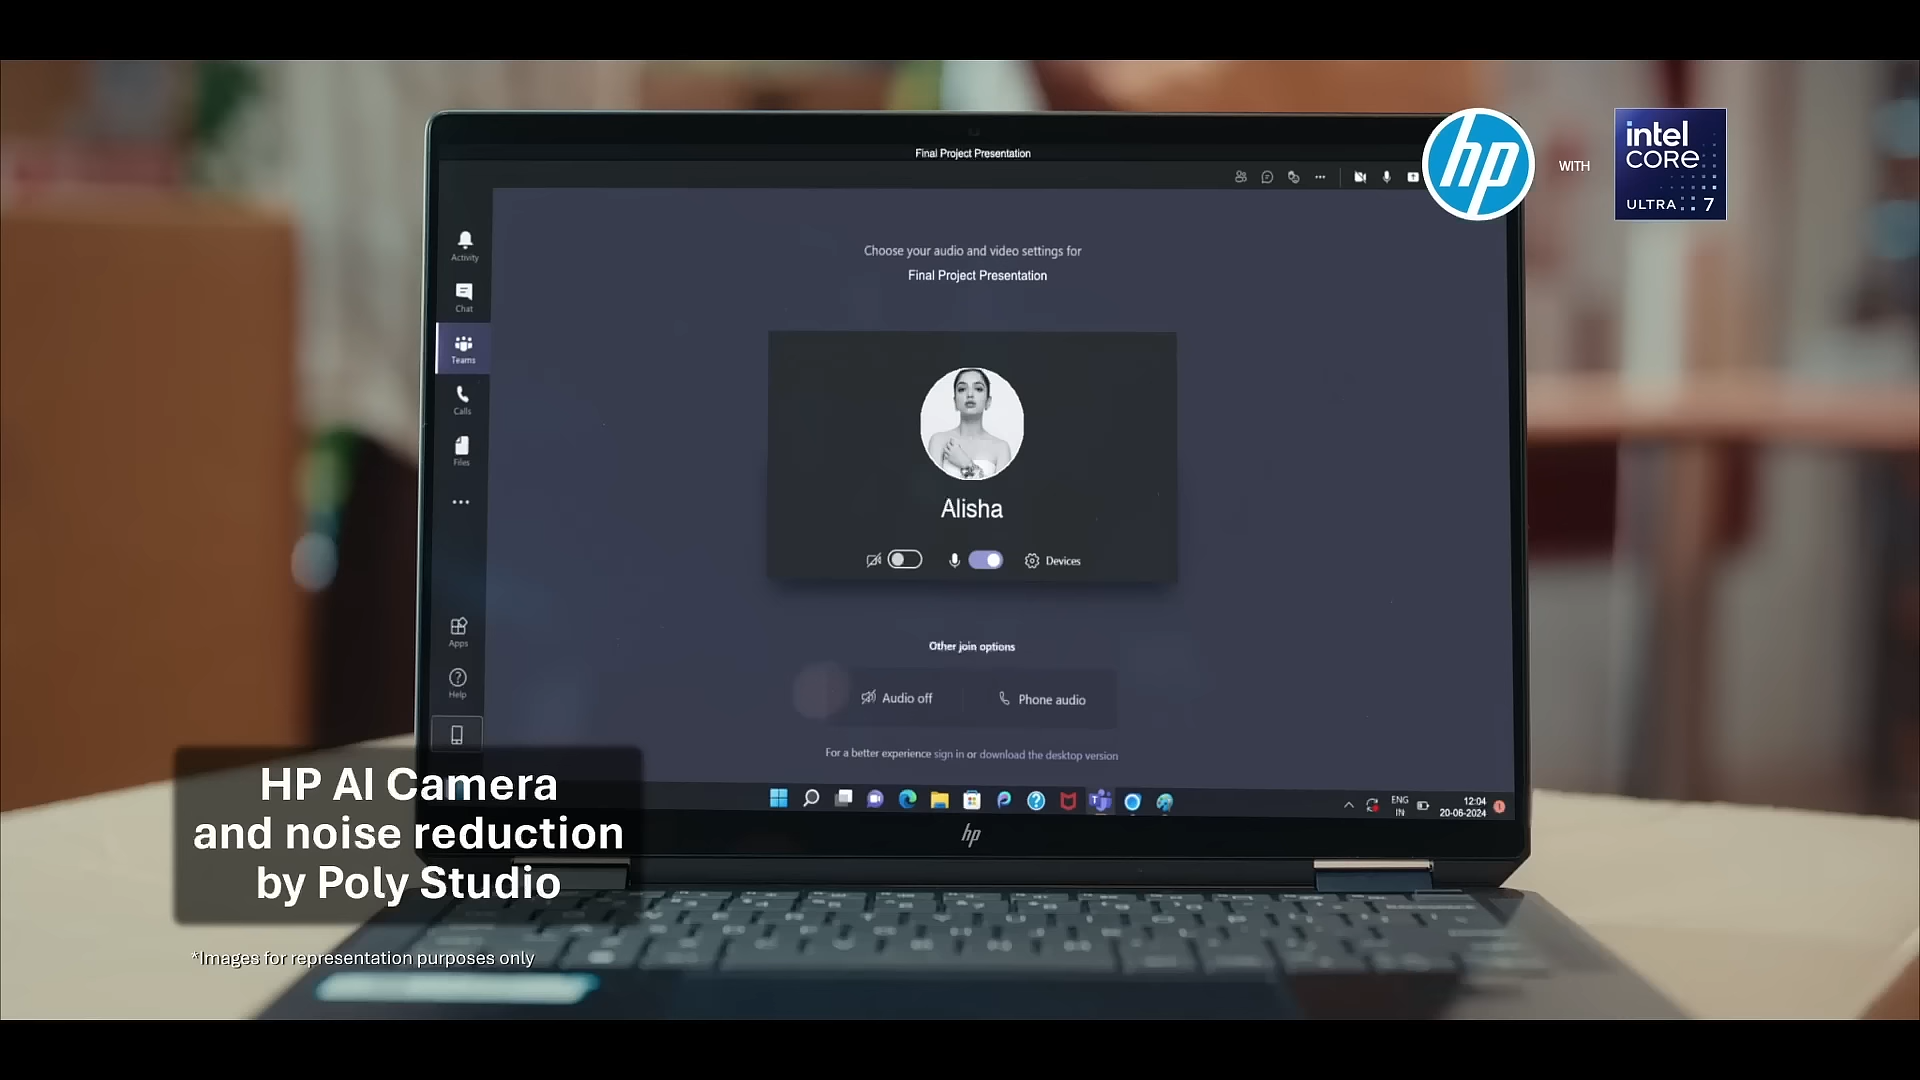 Final Project Presentation
hp
WITH
intel
CORE
ULTRA 7
Activity
Chat
Teams
Calls
Files
Apps
Help
Choose your audio and video settings for
Final Project Presentation
Alisha
Devices
Other join options
Audio off
Phone audio
For a better experience sign in or download the desktop version
ENG
IN
12:04
20-06-2024
hp
HP AI Camera
and noise reduction
by Poly Studio
*Images for representation purposes only